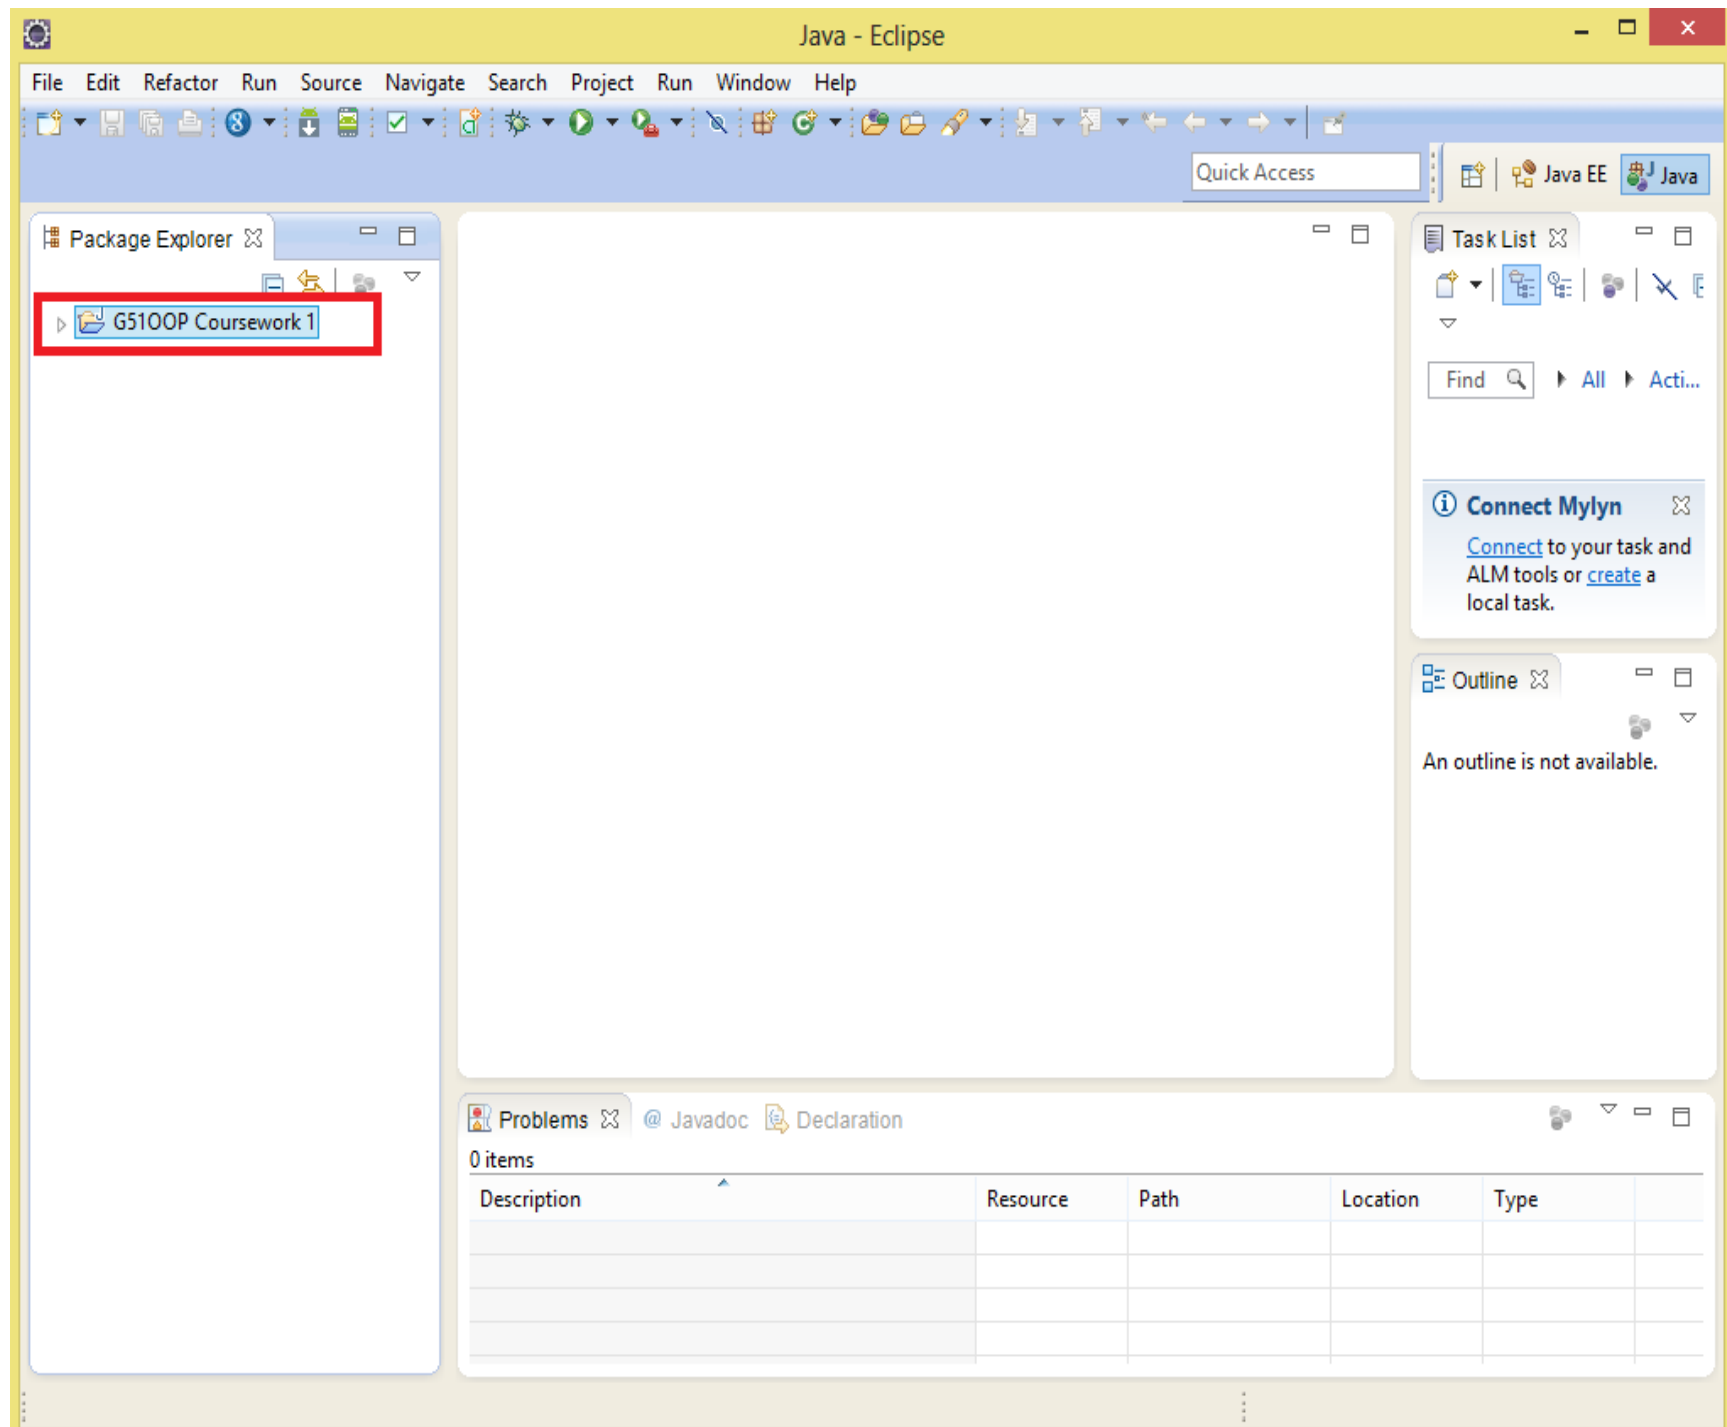 Java - Eclipse
File Edit Refactor Run Source Navigate Search Project Run Window Help
Quick Access
Java EE
Java
Package Explorer
G51OOP Coursework 1
Task List
Find
All
Acti...
Connect Mylyn
Connect to your task and
ALM tools or create a
local task.
Outline
An outline is not available.
Problems
@ Javadoc
Declaration
0 items
Description Resource Path Location Type